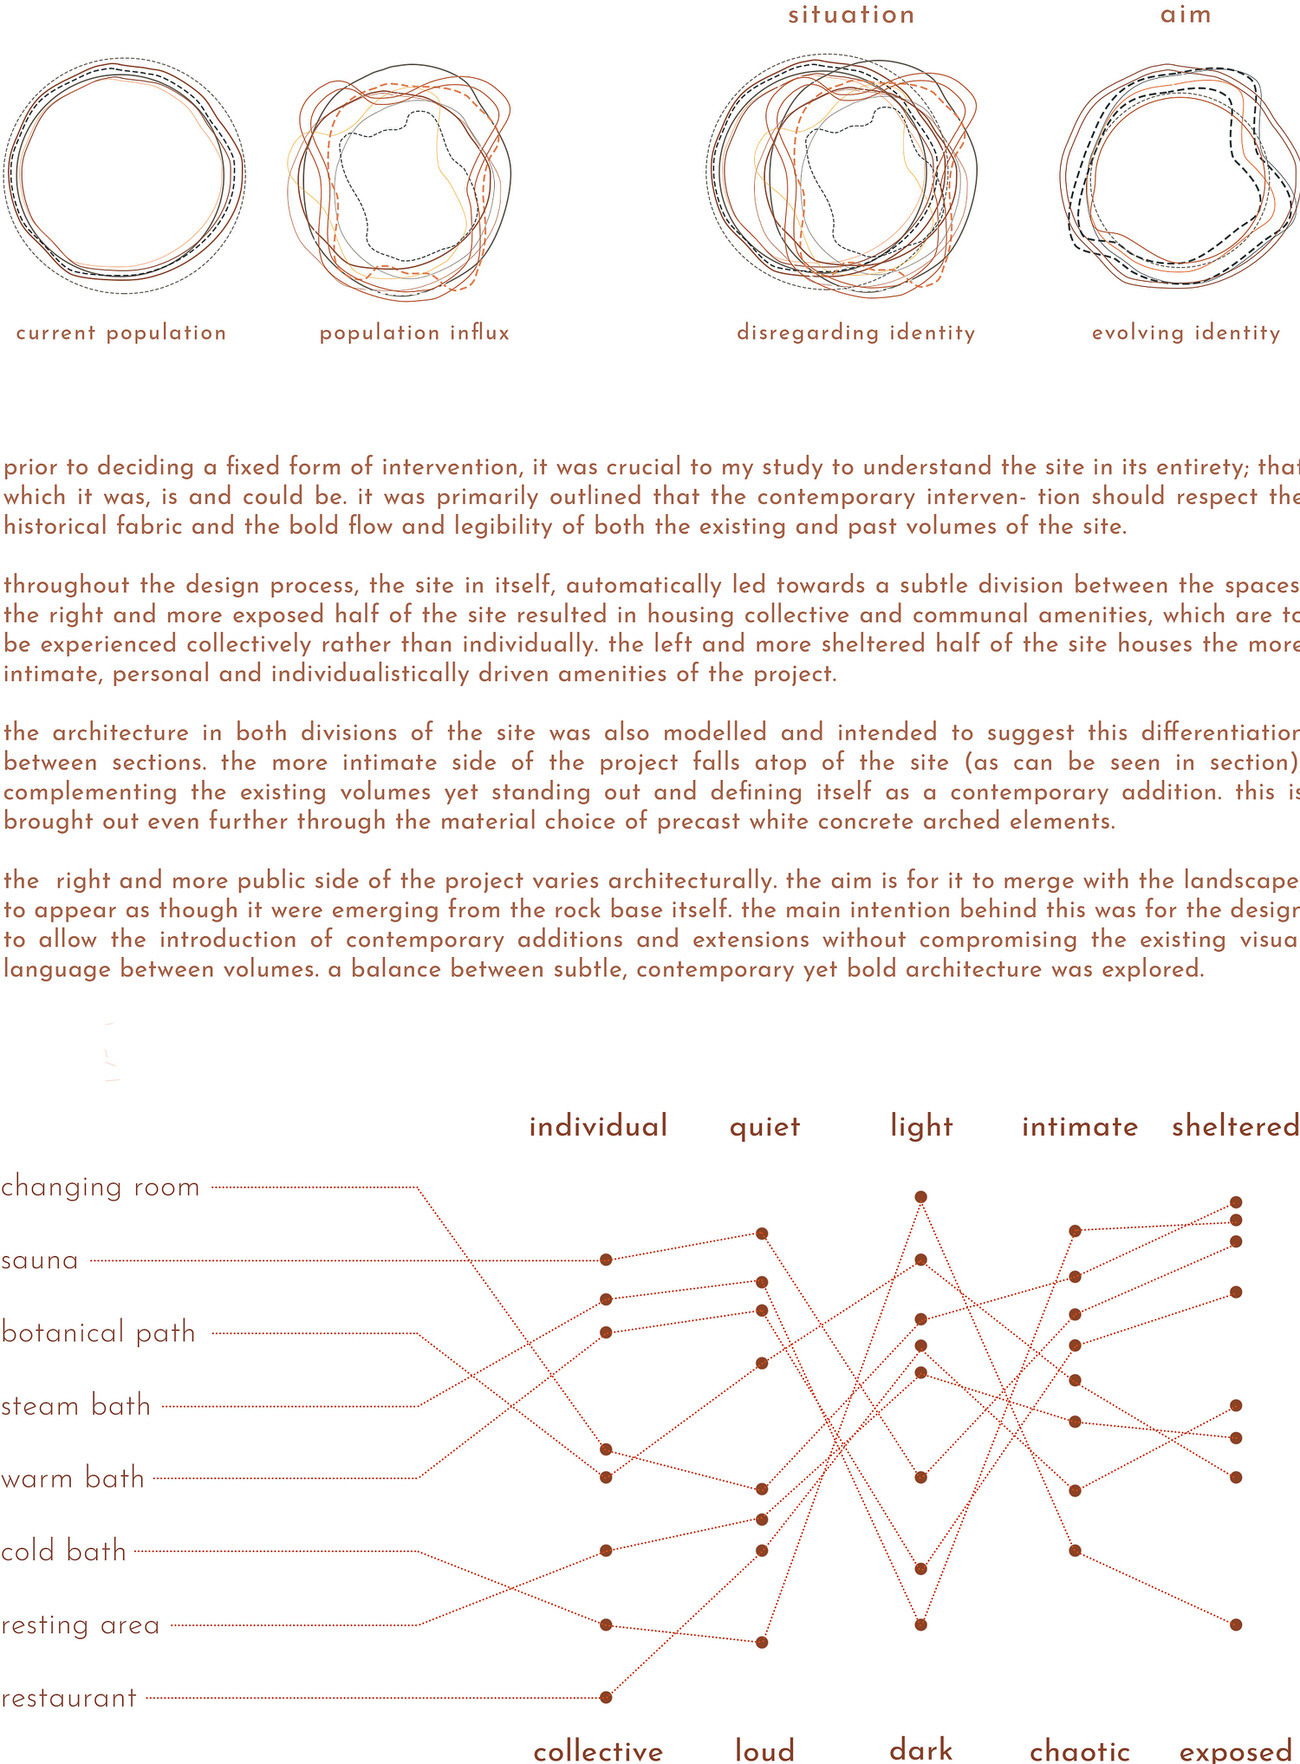 situation aim
current population population influx disregarding identity evolving identity
prior to deciding a fixed form of intervention, it was crucial to my study to understand the site in its entirety; that
which it was, is and could be. it was primarily outlined that the contemporary interven- tion should respect the
historical fabric and the bold flow and legibility of both the existing and past volumes of the site.
throughout the design process, the site in itself, automatically led towards a subtle division between the spaces
the right and more exposed half of the site resulted in housing collective and communal amenities, which are to
be experienced collectively rather than individually. the left and more sheltered half of the site houses the more
intimate, personal and individualistically driven amenities of the project.
the architecture in both divisions of the site was also modelled and intended to suggest this differentiation
between sections. the more intimate side of the project falls atop of the site (as can be seen in section)
complementing the existing volumes yet standing out and defining itself as a contemporary addition. this is
brought out even further through the material choice of precast white concrete arched elements.
the right and more public side of the project varies architecturally. the aim is for it to merge with the landscape
to appear as though it were emerging from the rock base itself. the main intention behind this was for the design
to allow the introduction of contemporary additions and extensions without compromising the existing visua
language between volumes. a balance between subtle, contemporary yet bold architecture was explored.
individual quiet light intimate sheltered
changing room
sauna
botanical path
steam bath
warm bath
cold bath
resting area
restaurant
collective loud dark chaotic exposed